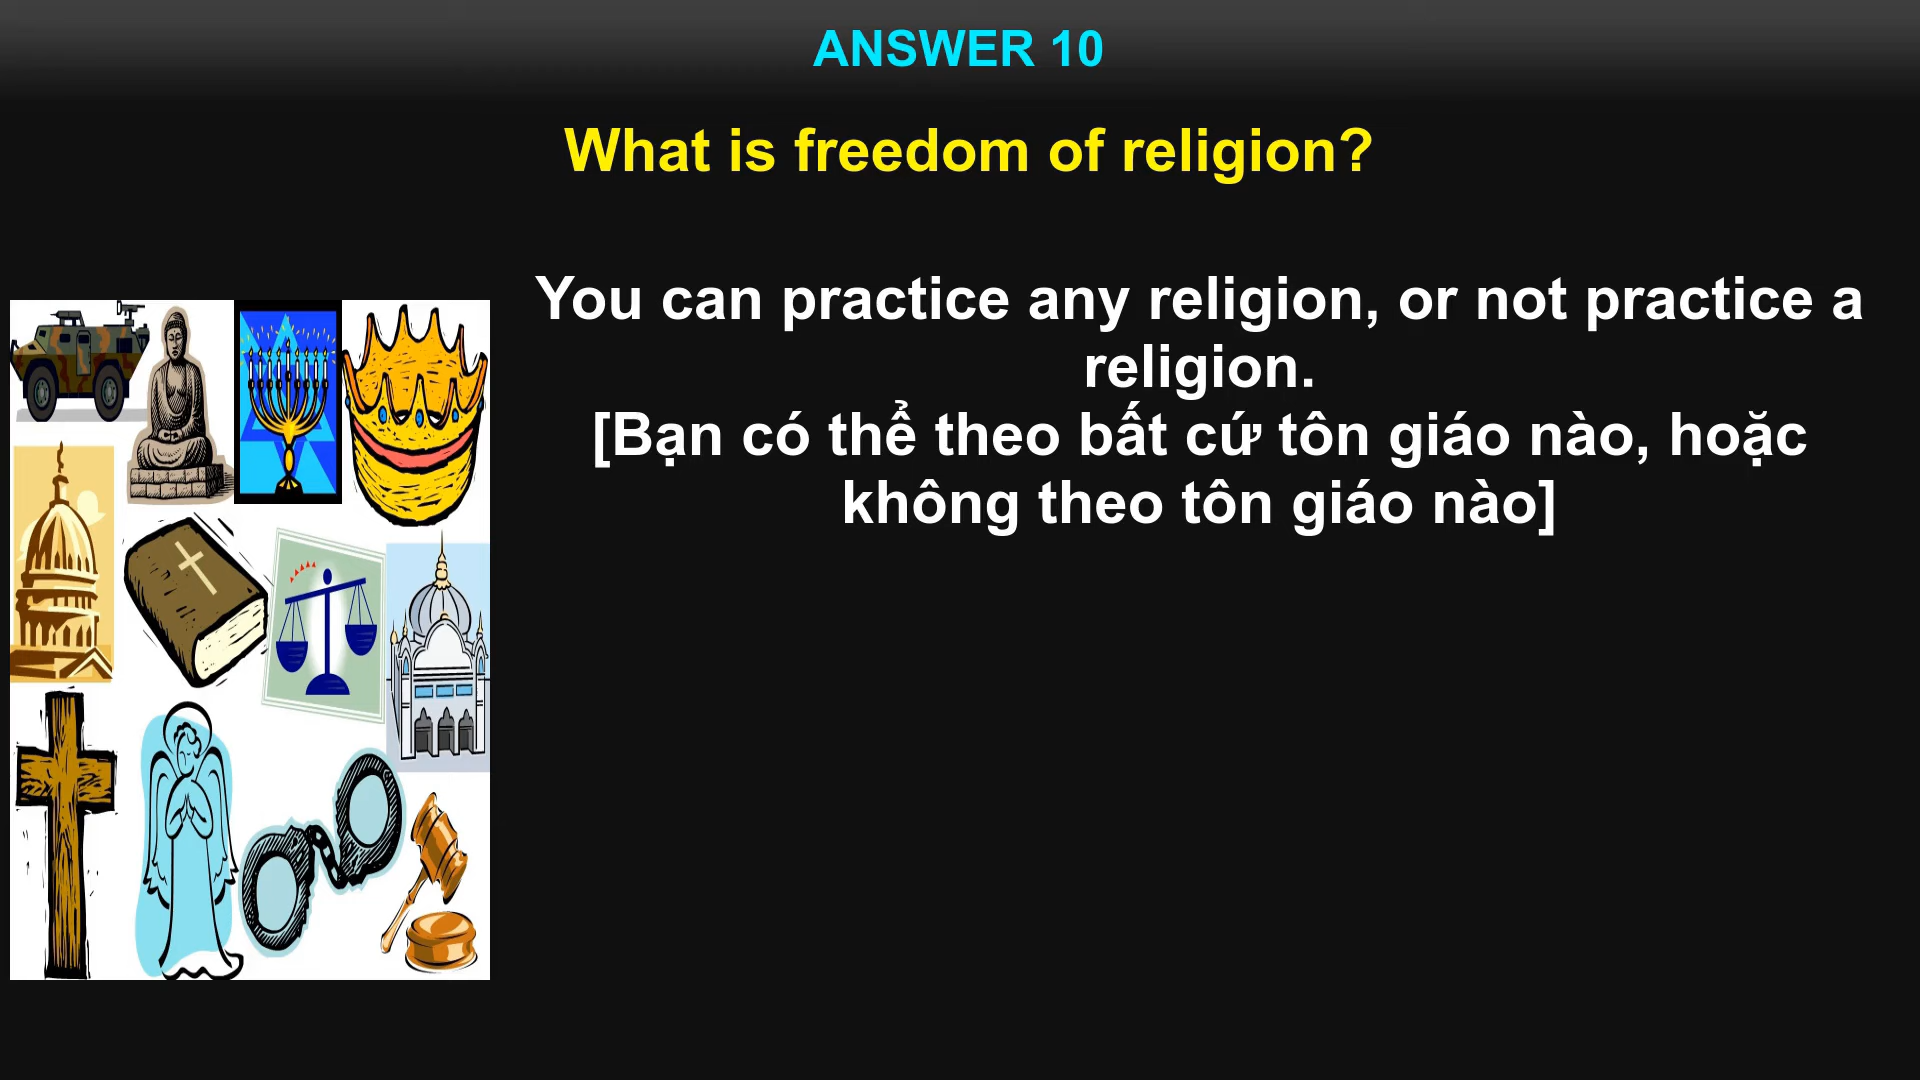 ANSWER 10
What is freedom of religion?
You can practice any religion, or not practice a
religion.
[Bạn có thể theo bất cứ tôn giáo nào, hoặc
không theo tôn giáo nào]